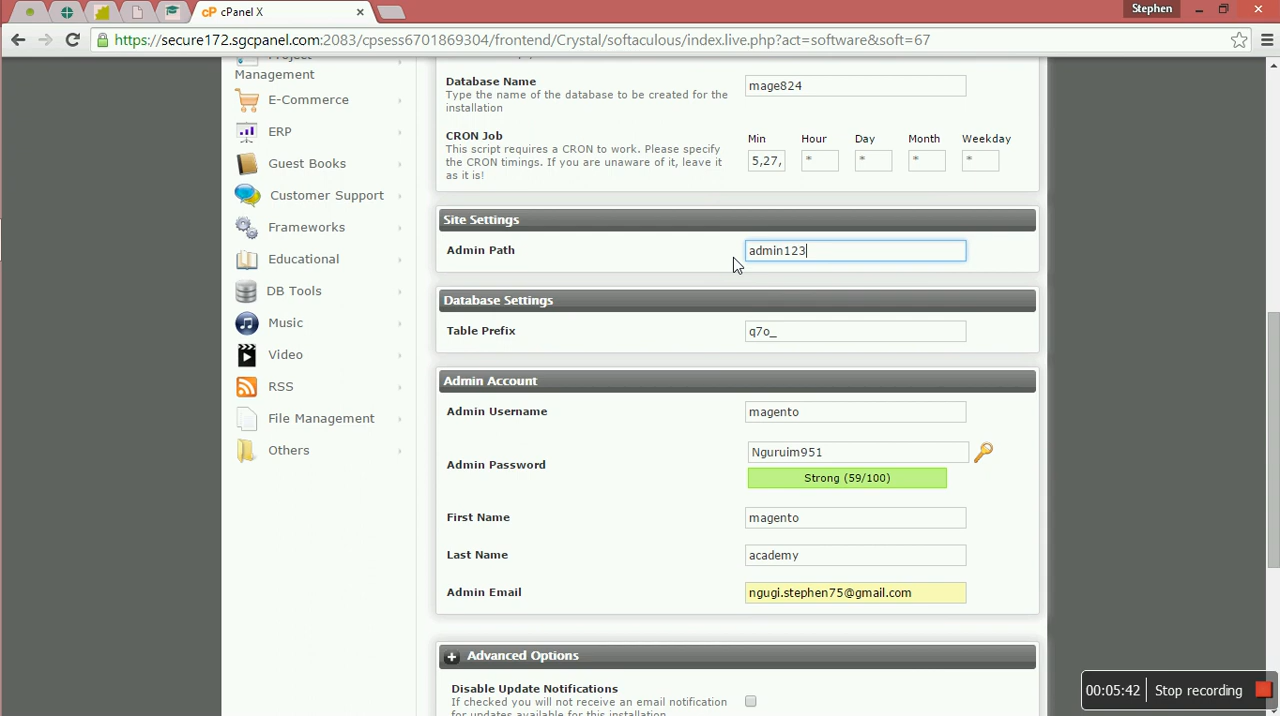 cPanel X
Stephen
https://secure172.sgcpanel.com:2083/cpsess6701869304/frontend/Crystal/softaculous/index.live.php?act=software&soft=67
Project
Management
E-Commerce
ERP
Guest Books
Customer Support
Frameworks
Educational
DB Tools
Music
Video
RSS
File Management
Others
Database Name
Type the name of the database to be created for the
installation
mage824
CRON Job
This script requires a CRON to work. Please specify
the CRON timings. If you are unaware of it, leave it
as it is!
Min Hour Day Month Weekday
5,27, * * * *
Site Settings
Admin Path admin123
Database Settings
Table Prefix q7o_
Admin Account
Admin Username magento
Admin Password Nguruim951
Strong (59/100)
First Name magento
Last Name academy
Admin Email ngugi.stephen75@gmail.com
Advanced Options
Disable Update Notifications
If checked you will not receive an email notification
for updates available for this installation.
00:05:42 Stop recording